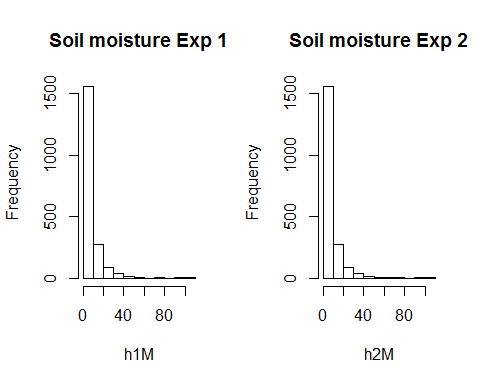 Soil moisture Exp 1
Frequency
1500
1000
500
0
0 40 80
h1M
Soil moisture Exp 2
Frequency
1500
1000
500
0
0 40 80
h2M